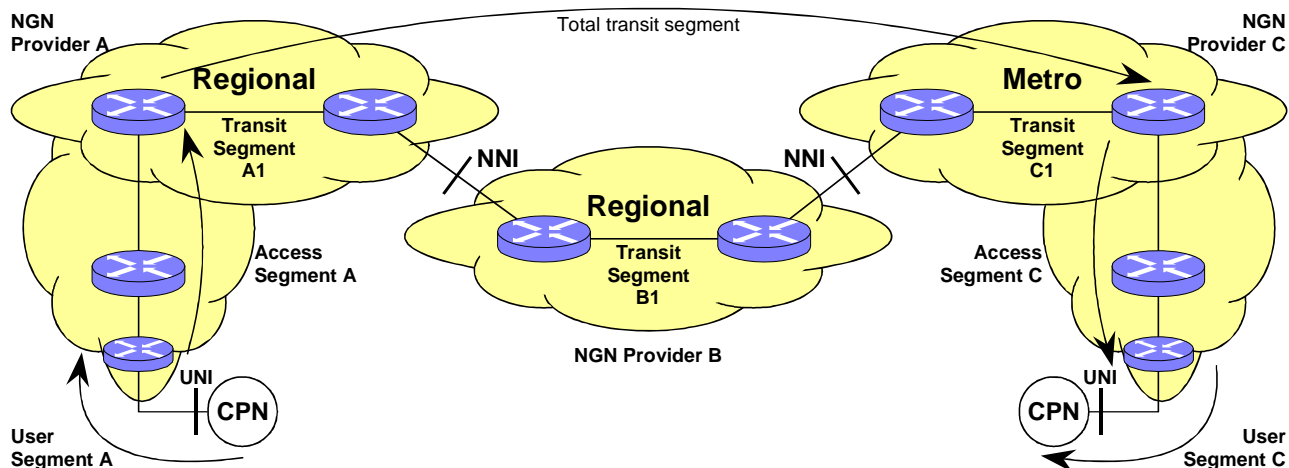 NGN
Provider A
Total transit segment
NGN
Provider C
Regional
Metro
Transit
Segment
A1
Transit
Segment
C1
NNI
NNI
Regional
Transit
Segment
B1
Access
Segment A
Access
Segment C
NGN Provider B
UNI
CPN
UNI
CPN
User
Segment A
User
Segment C